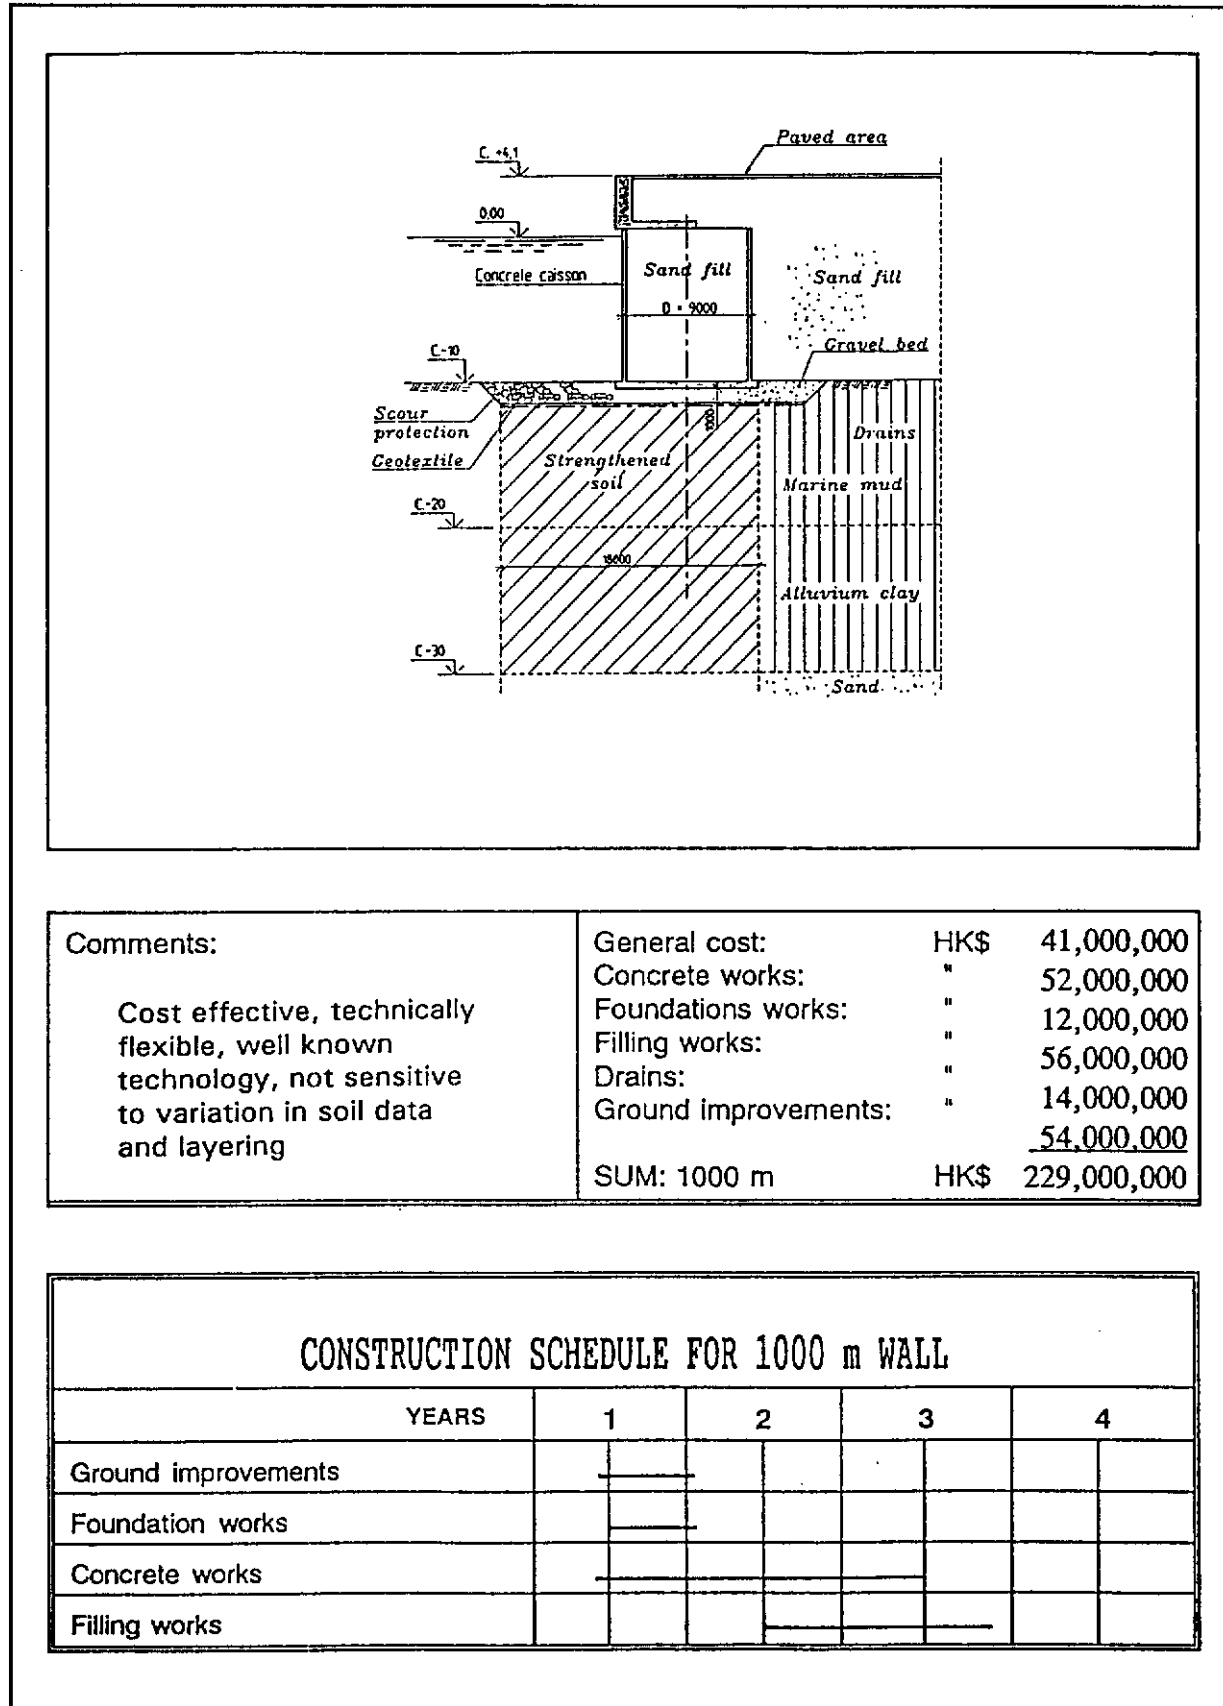 Paved area
C. +4.1
0.00
Concrete caisson
Sand fill
Sand fill
D = 9000
C.-10
Gravel bed
Scour
protection
1000
Drains
Geotextile
Strengthened
soil
Marine mud
C.-20
Alluvium clay
C.-30
Sand
Comments:
Cost effective, technically
flexible, well known
technology, not sensitive
to variation in soil data
and layering
General cost: HK$ 41,000,000
Concrete works: " 52,000,000
Foundations works: " 12,000,000
Filling works: " 56,000,000
Drains: " 14,000,000
Ground improvements: " 54,000,000
SUM: 1000 m HK$ 229,000,000
CONSTRUCTION SCHEDULE FOR 1000 m WALL
YEARS 1 2 3 4
Ground improvements
Foundation works
Concrete works
Filling works